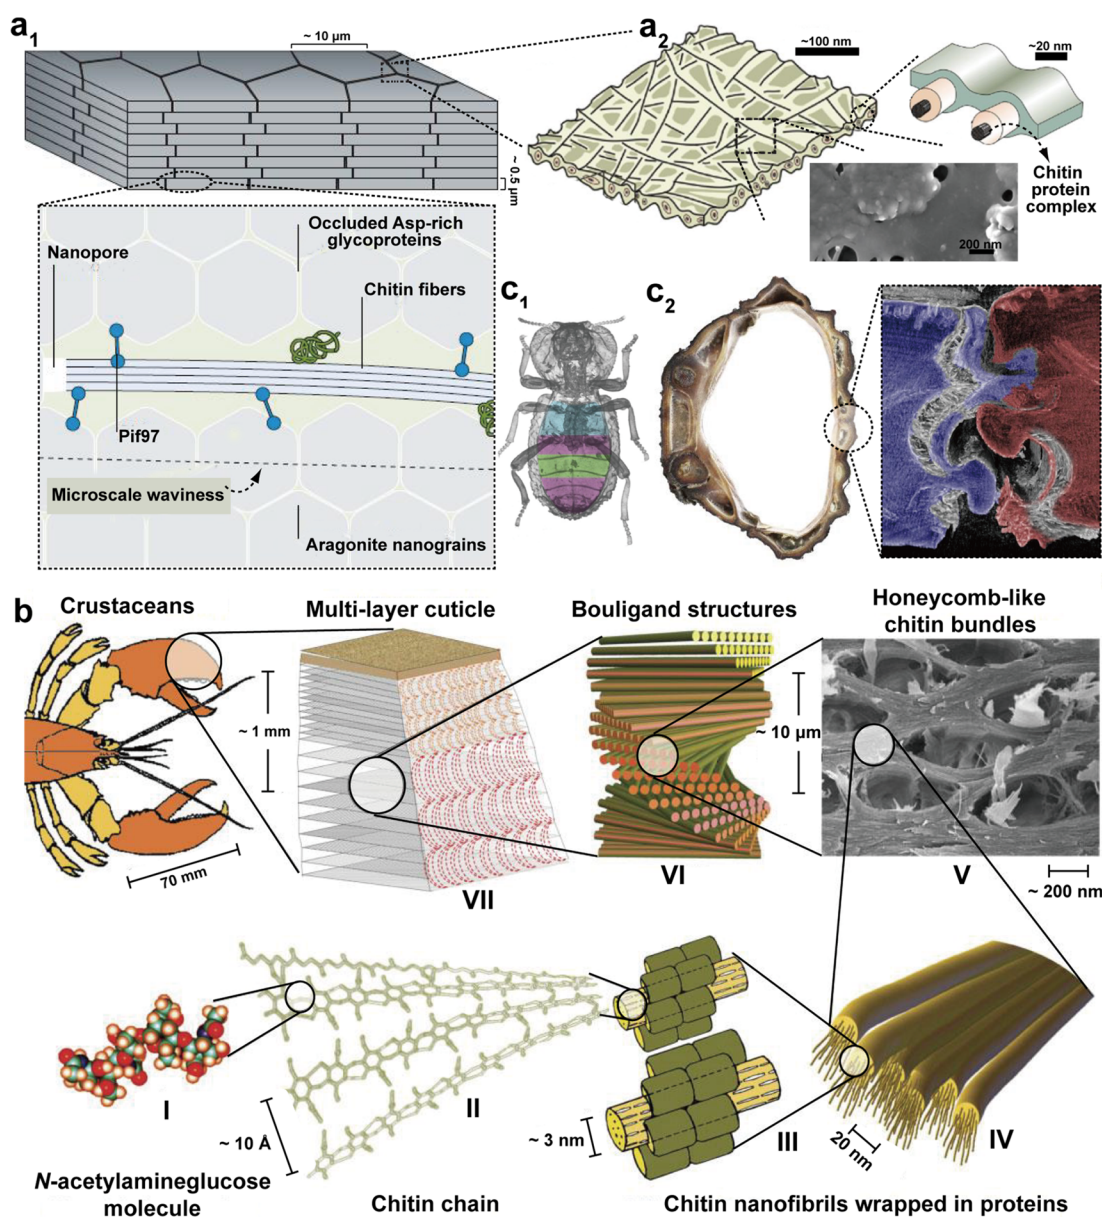 a1
~ 10 μm
~ 0.5 μm
a2
~100 nm
~20 nm
Chitin
protein
complex
200 nm
Occluded Asp-rich
glycoproteins
Nanopore
Chitin fibers
Pif97
Microscale waviness
Aragonite nanograins
c1
c2
b
Crustaceans
Multi-layer cuticle
Bouligand structures
Honeycomb-like
chitin bundles
~ 1 mm
~ 10 μm
70 mm
VII
VI
V
~ 200 nm
I
II
III
IV
~ 10 Å
~ 3 nm
20 nm
N-acetylamineglucose
molecule
Chitin chain
Chitin nanofibrils wrapped in proteins